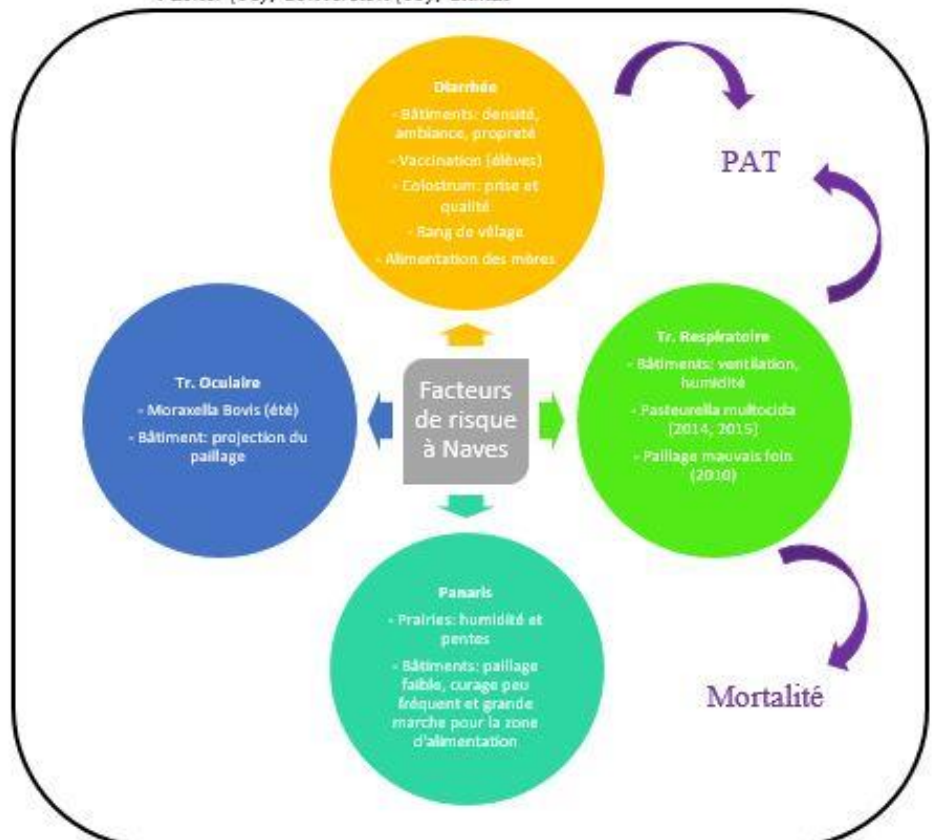 Diarrhée
- Bâtiments: densité,
ambiance, propreté
- Vaccination (élèves)
- Colostrum: prise et
qualité
- Rang de vêlage
- Alimentation des mères
PAT
Tr. Oculaire
- Moraxella Bovis (été)
- Bâtiment: projection du
paillage
Facteurs
de risque
à Naves
Tr. Respiratoire
- Bâtiments: ventilation,
humidité
- Pasteurella multocida
(2014, 2015)
- Paillage mauvais foin
(2010)
Panaris
- Prairies: humidité et
pentes
- Bâtiments: paillage
faible, curage peu
fréquent et grande
marche pour la zone
d'alimentation
Mortalité